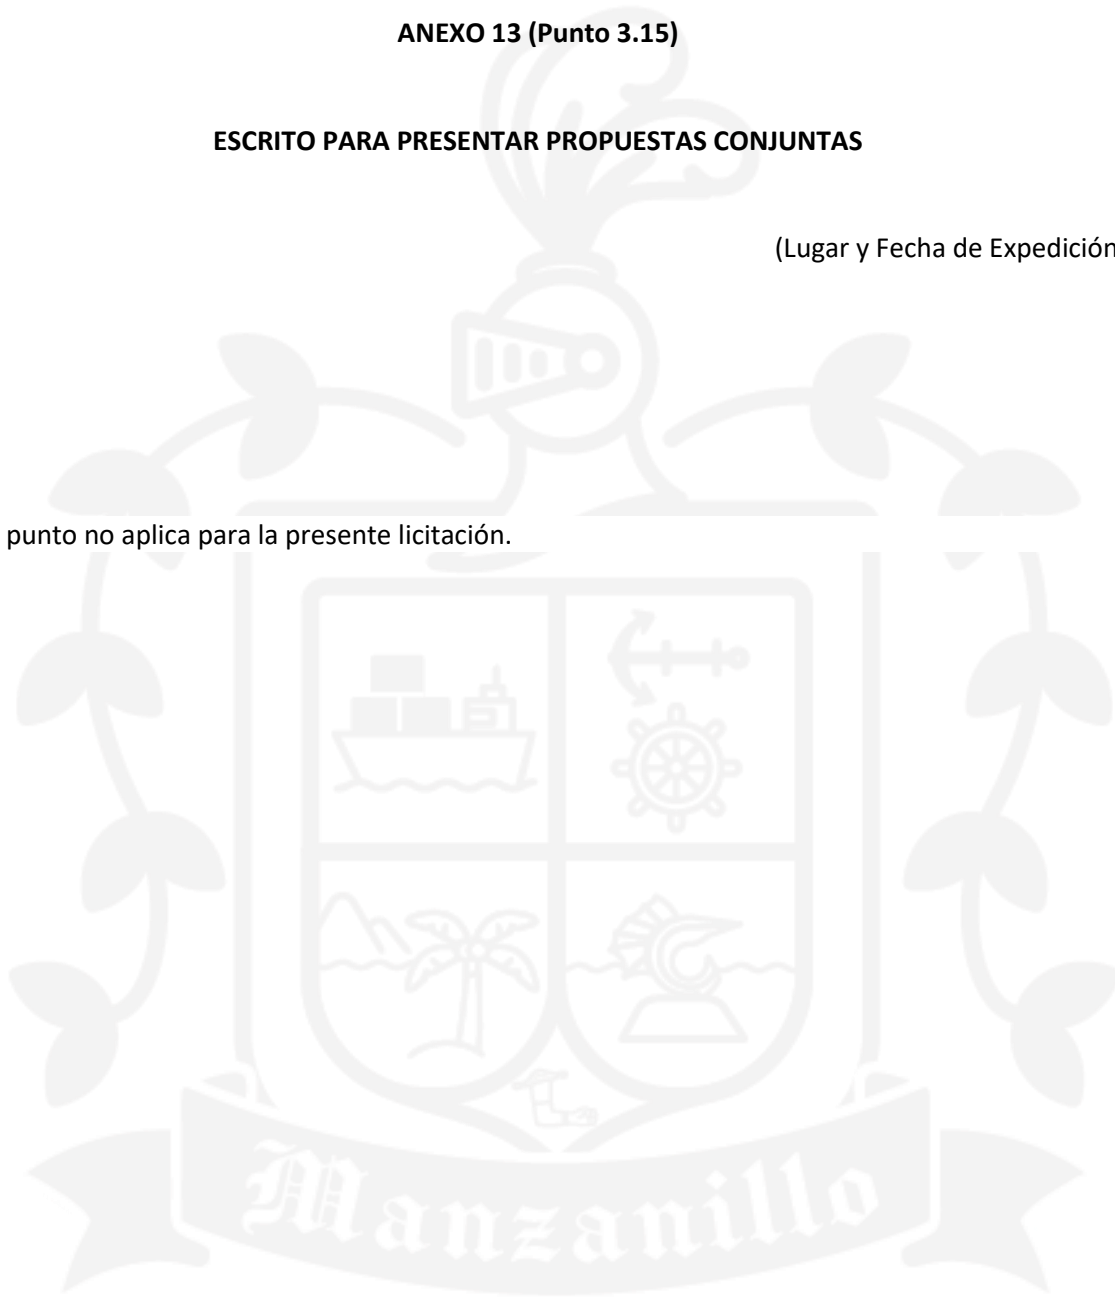 ANEXO 13 (Punto 3.15)
ESCRITO PARA PRESENTAR PROPUESTAS CONJUNTAS
(Lugar y Fecha de Expedición
punto no aplica para la presente licitación.
Manzanillo